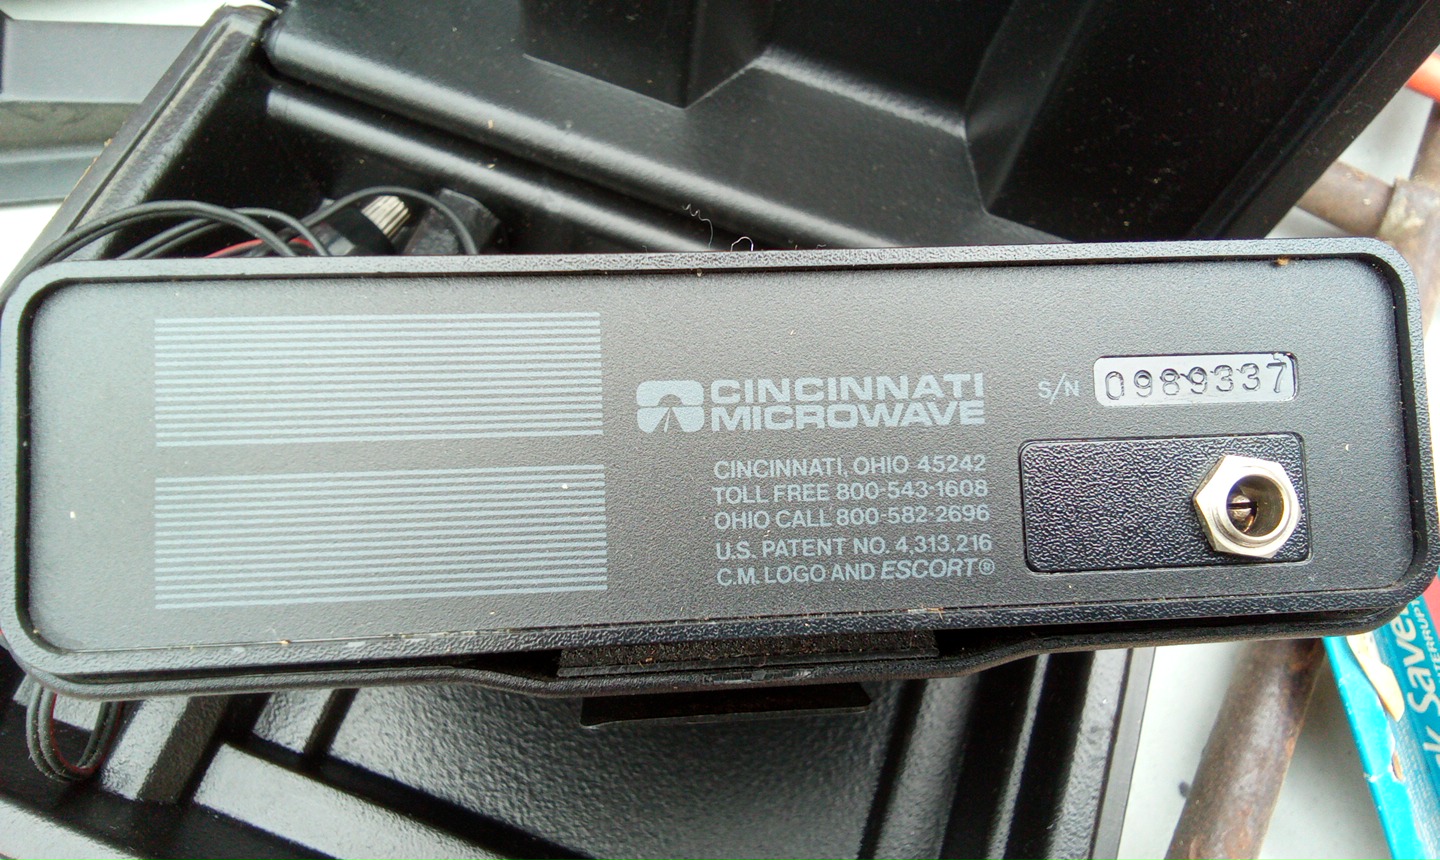 CINCINNATI
MICROWAVE
CINCINNATI, OHIO 45242
TOLL FREE 800-543-1608
OHIO CALL 800-582-2696
U.S. PATENT NO. 4,313,216
C.M. LOGO AND ESCORT®
S/N 0989337
Saver